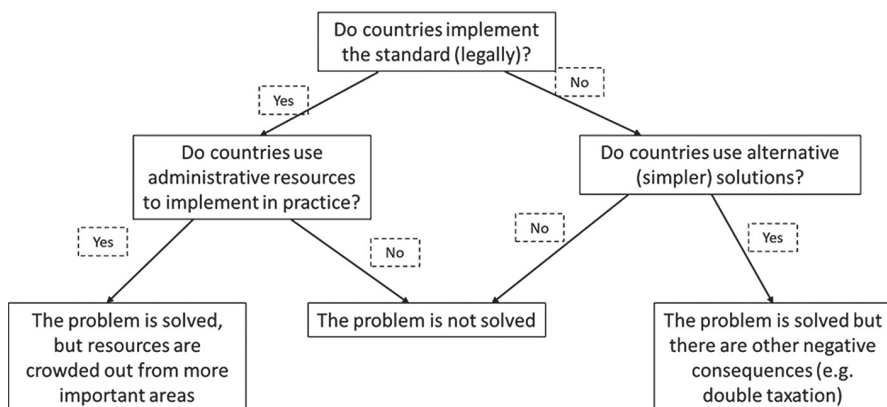 Do countries implement
the standard (legally)?
Yes
No
Do countries use
administrative resources
to implement in practice?
Do countries use alternative
(simpler) solutions?
Yes
No
No
Yes
The problem is solved,
but resources are
crowded out from more
important areas
The problem is not solved
The problem is solved but
there are other negative
consequences (e.g.
double taxation)